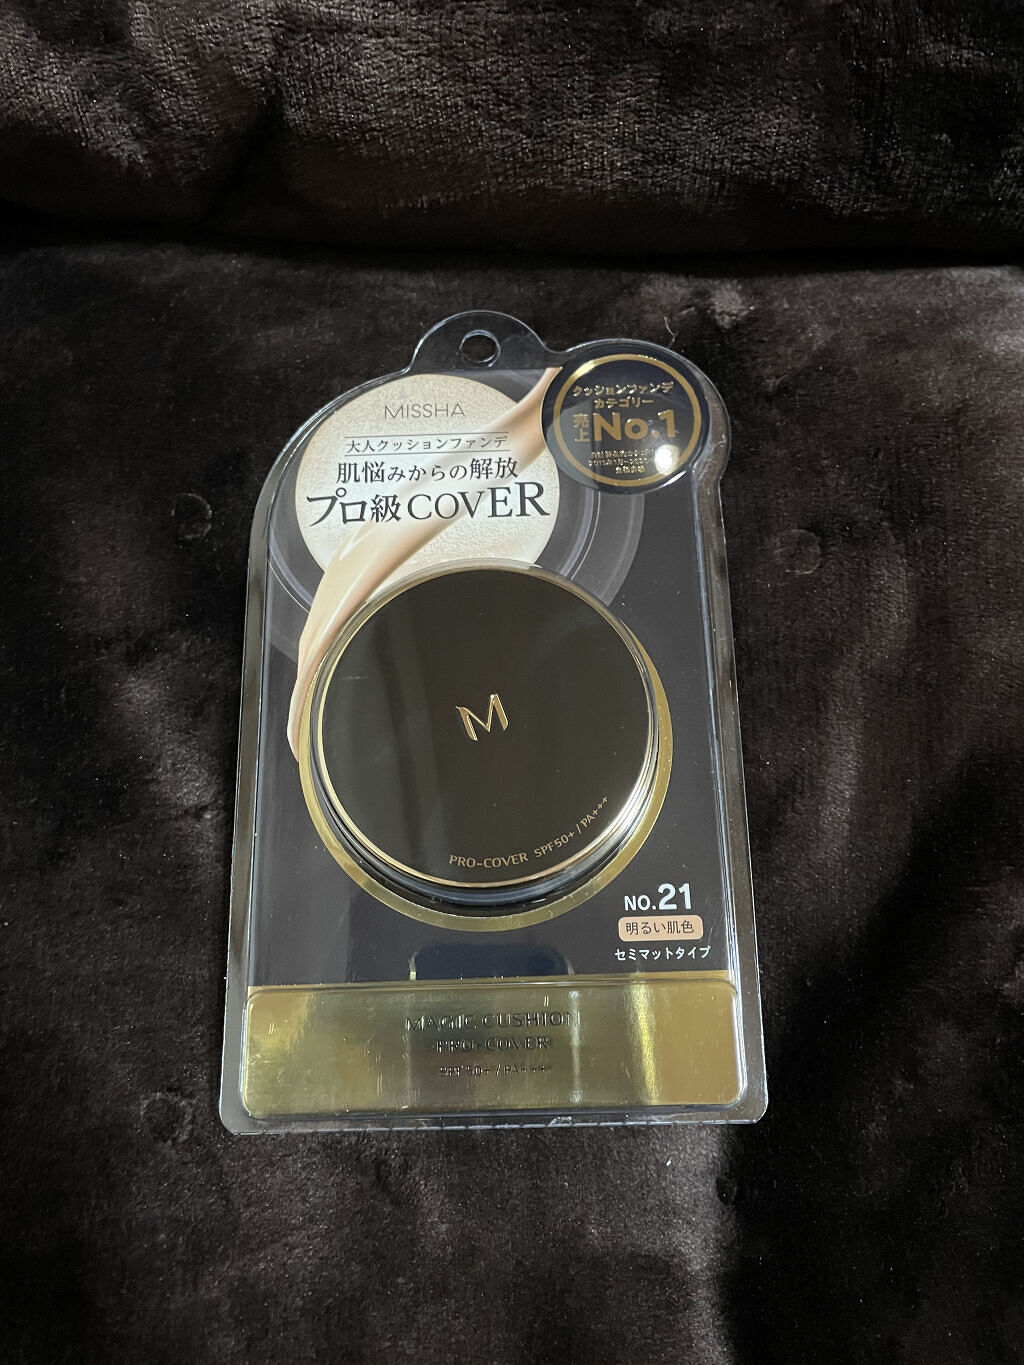 MISSHA
大人クッションファンデ
肌悩みからの解放
プロ級COVER
クッションファンデ
カテゴリー
売上No.1
M
PRO-COVER SPF50+ / PA+++
NO.21
明るい肌色
セミマットタイプ
MAGIC CUSHION
PRO-COVER
SPF 50+ / PA+++